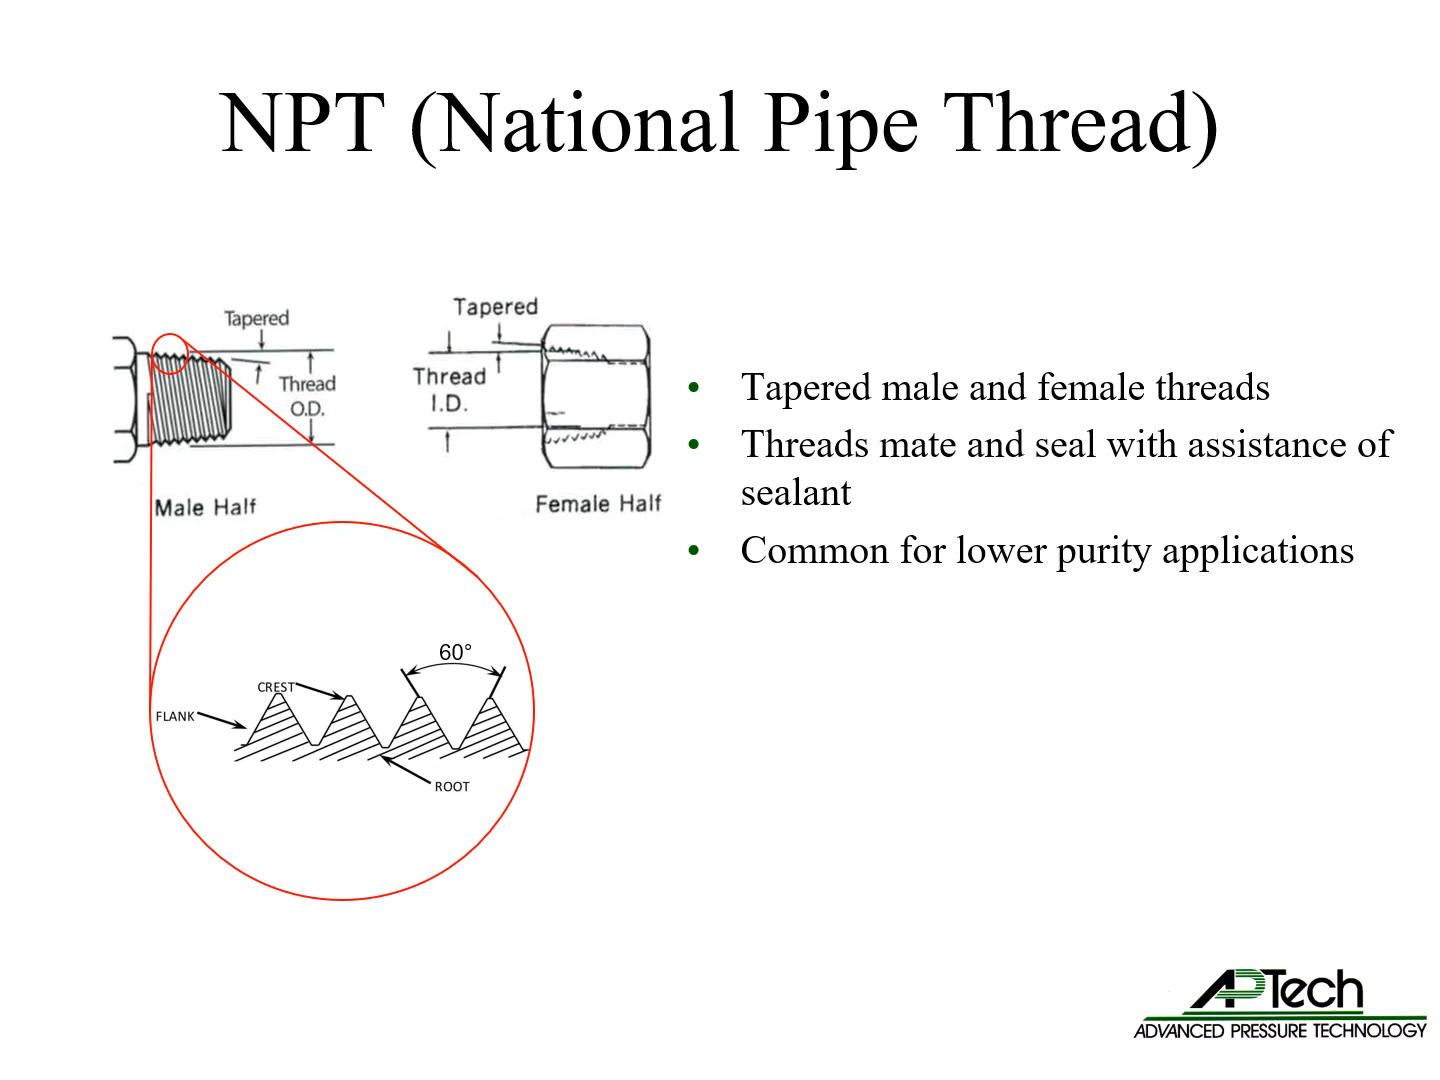 NPT (National Pipe Thread)
Tapered
Thread
O.D.
Male Half
Tapered
Thread
I.D.
Female Half
60°
CREST
FLANK
ROOT
• Tapered male and female threads
• Threads mate and seal with assistance of
sealant
• Common for lower purity applications
APTech
ADVANCED PRESSURE TECHNOLOGY